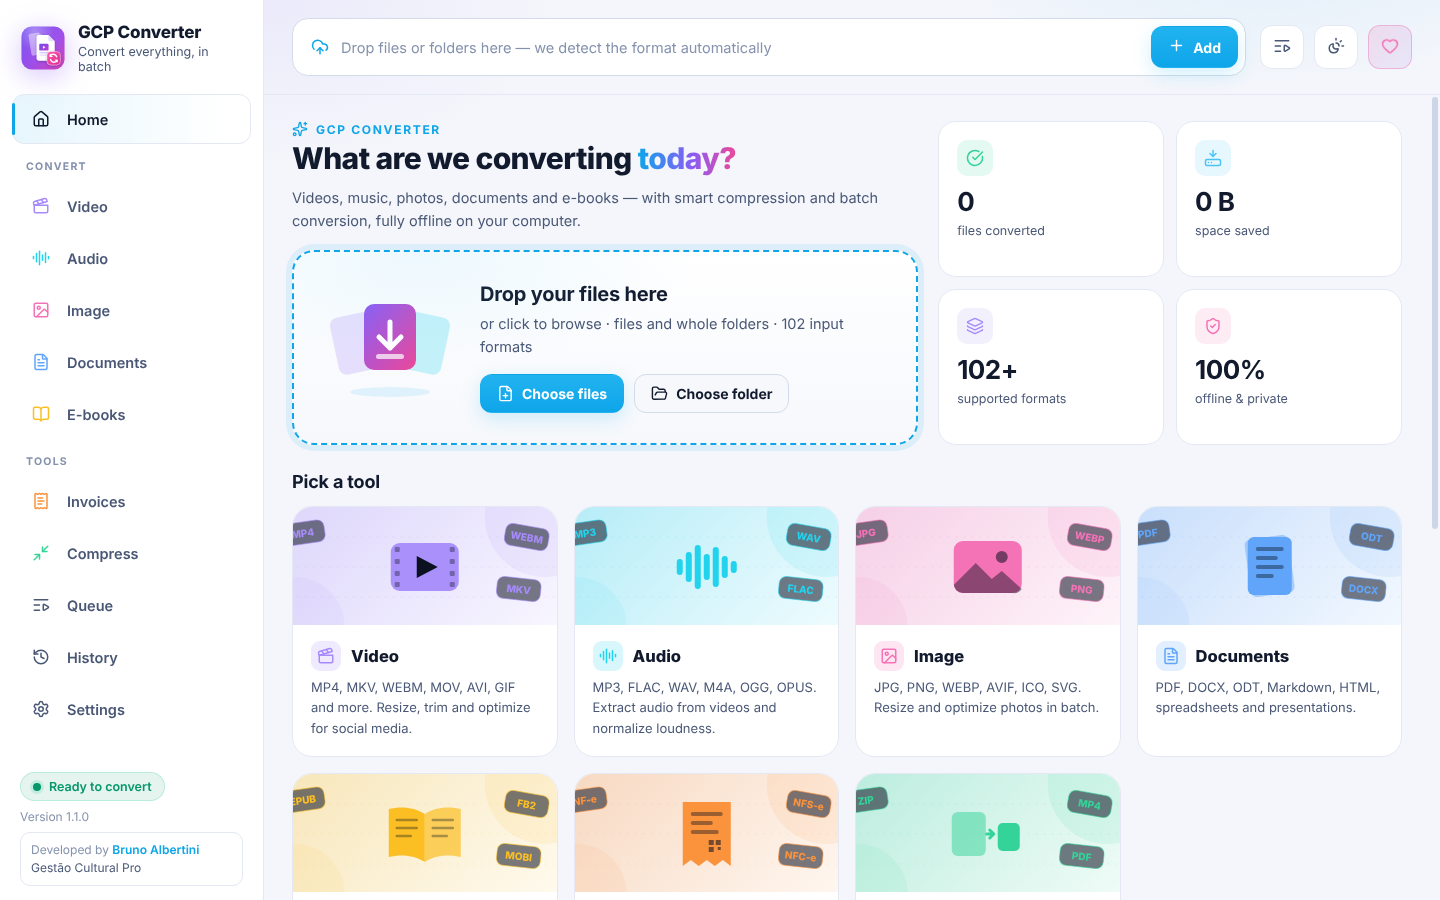 GCP Converter
Convert everything, in
batch
Home
CONVERT
Video
Audio
Image
Documents
E-books
TOOLS
Invoices
Compress
Queue
History
Settings
Ready to convert
Version 1.1.0
Developed by Bruno Albertini
Gestão Cultural Pro
Drop files or folders here — we detect the format automatically
Add
GCP CONVERTER
What are we converting today?
Videos, music, photos, documents and e-books — with smart compression and batch
conversion, fully offline on your computer.
Drop your files here
or click to browse · files and whole folders · 102 input
formats
Choose files
Choose folder
0
files converted
0 B
space saved
102+
supported formats
100%
offline & private
Pick a tool
MP4
WEBM
MKV
Video
MP4, MKV, WEBM, MOV, AVI, GIF
and more. Resize, trim and optimize
for social media.
MP3
WAV
FLAC
Audio
MP3, FLAC, WAV, M4A, OGG, OPUS.
Extract audio from videos and
normalize loudness.
JPG
WEBP
PNG
Image
JPG, PNG, WEBP, AVIF, ICO, SVG.
Resize and optimize photos in batch.
PDF
ODT
DOCX
Documents
PDF, DOCX, ODT, Markdown, HTML,
spreadsheets and presentations.
EPUB
FB2
MOBI
NF-e
NFS-e
NFC-e
ZIP
MP4
PDF